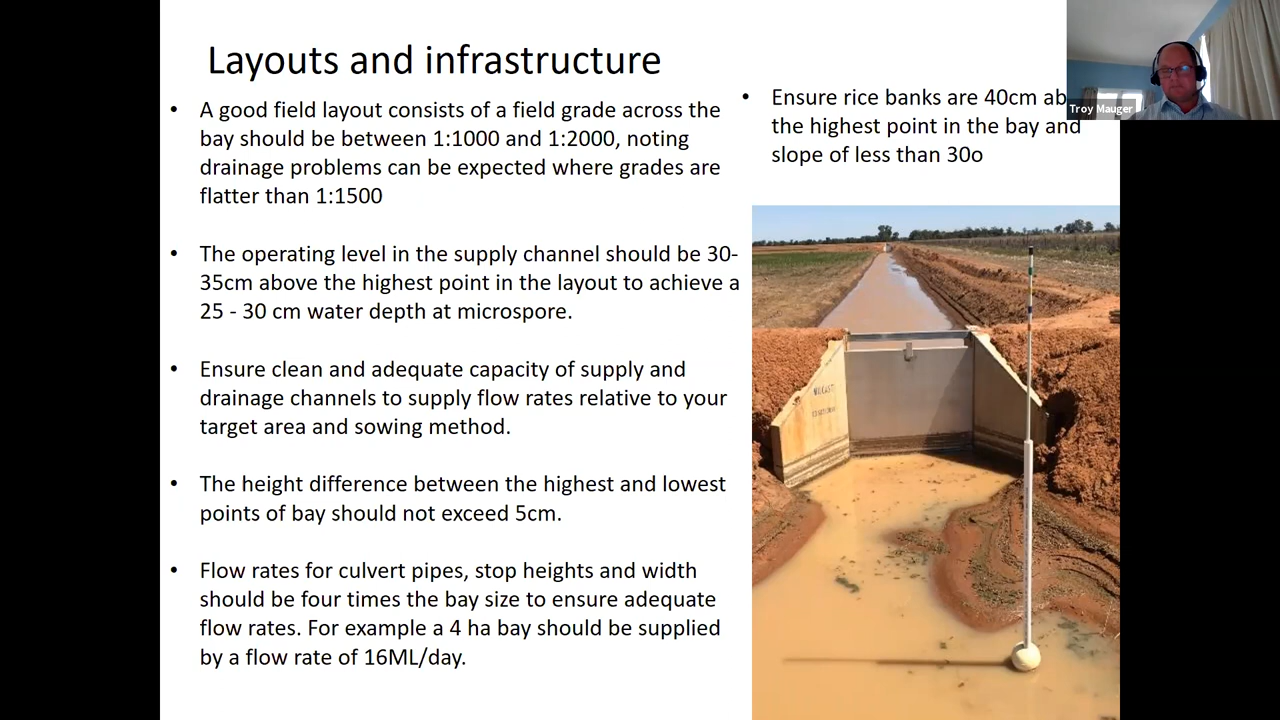 Layouts and infrastructure
• A good field layout consists of a field grade across the
bay should be between 1:1000 and 1:2000, noting
drainage problems can be expected where grades are
flatter than 1:1500
• The operating level in the supply channel should be 30-
35cm above the highest point in the layout to achieve a
25 - 30 cm water depth at microspore.
• Ensure clean and adequate capacity of supply and
drainage channels to supply flow rates relative to your
target area and sowing method.
• The height difference between the highest and lowest
points of bay should not exceed 5cm.
• Flow rates for culvert pipes, stop heights and width
should be four times the bay size to ensure adequate
flow rates. For example a 4 ha bay should be supplied
by a flow rate of 16ML/day.
• Ensure rice banks are 40cm ab
the highest point in the bay and
slope of less than 30o
Troy Mauger